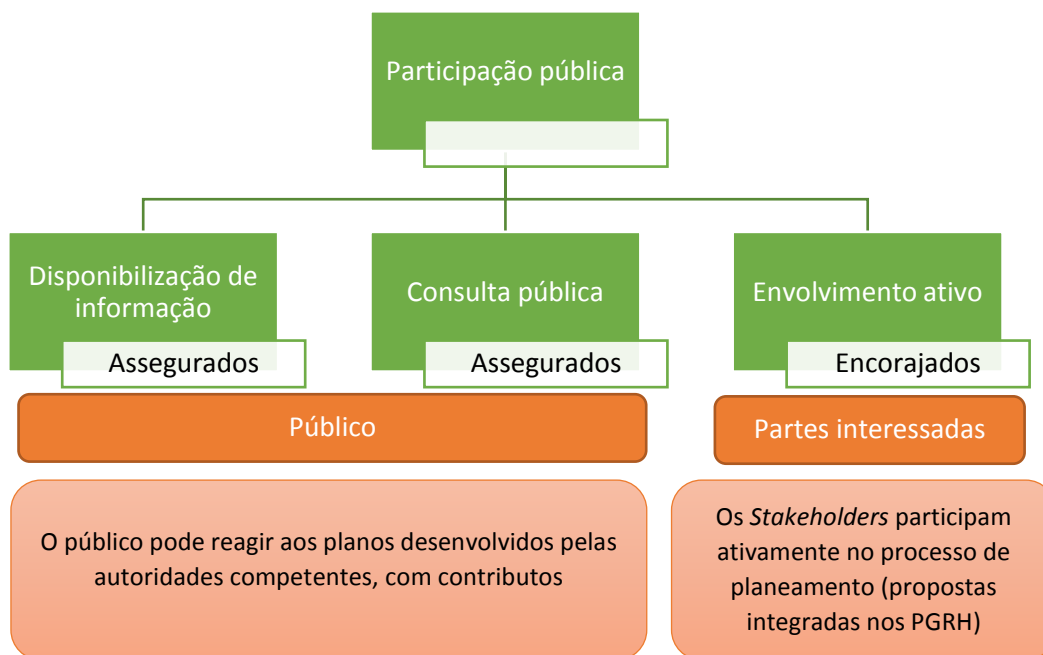 Participação pública
Disponibilização de
informação
Assegurados
Consulta pública
Assegurados
Envolvimento ativo
Encorajados
Público
Partes interessadas
O público pode reagir aos planos desenvolvidos pelas
autoridades competentes, com contributos
Os Stakeholders participam
ativamente no processo de
planeamento (propostas
integradas nos PGRH)